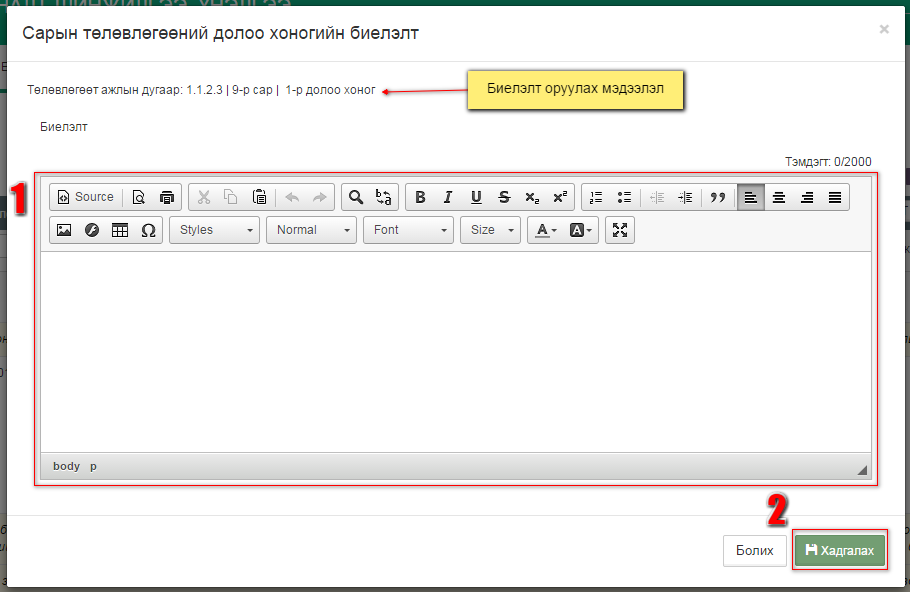 Сарын төлөвлөгөөний долоо хоногийн биелэлт
×
Төлөвлөгөөт ажлын дугаар: 1.1.2.3 | 9-р сар | 1-р долоо хоног
Биелэлт оруулах мэдээлэл
Биелэлт
Тэмдэгт: 0/2000
1
Source
Styles Normal Font Size
body p
2
Болих Хадгалах